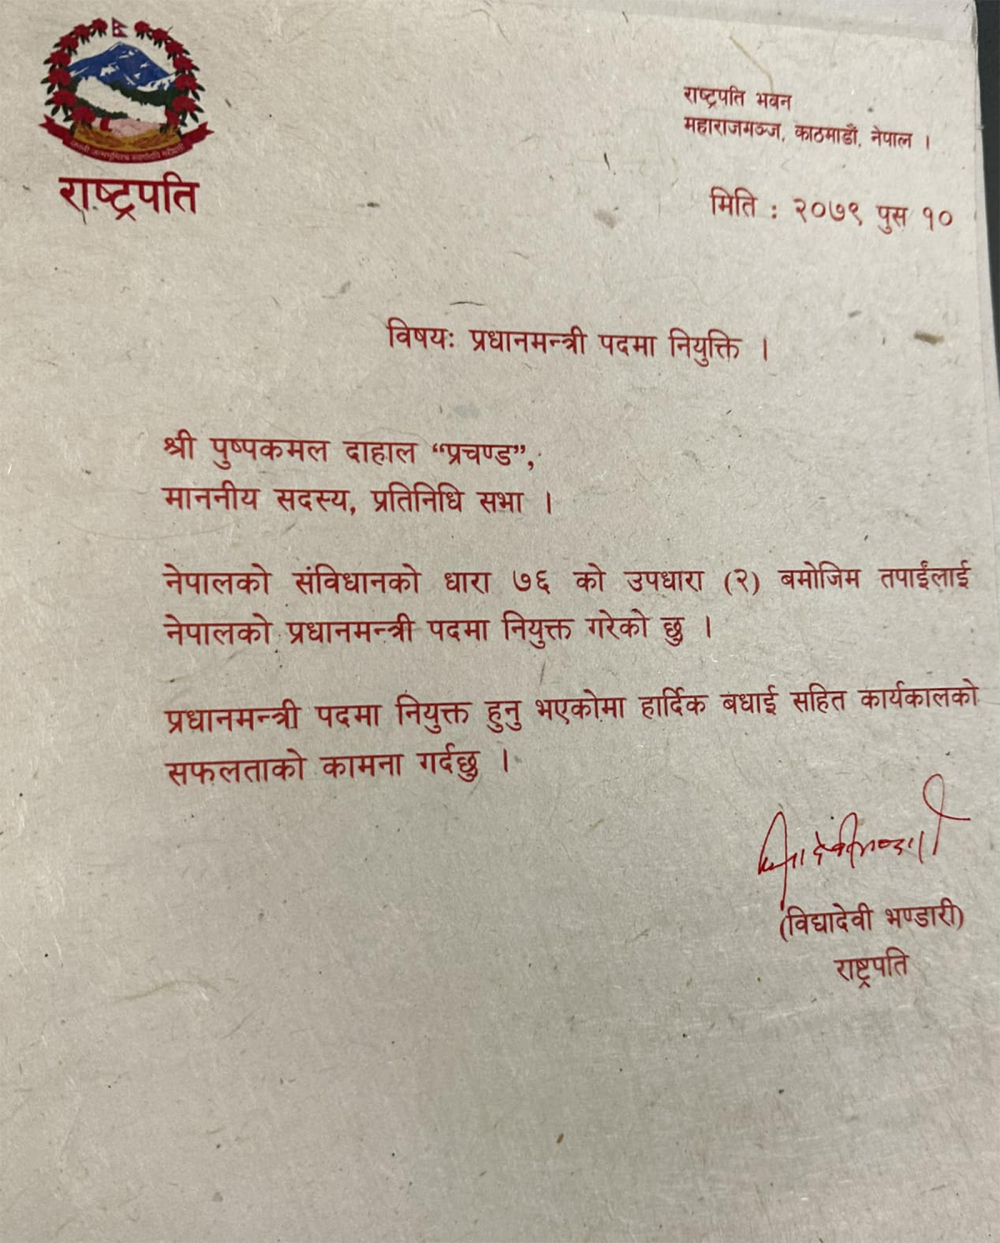 राष्ट्रपति
राष्ट्रपति भवन
महाराजगञ्ज, काठमाडौं, नेपाल ।
मिति : २०७९ पुस १०
विषयः प्रधानमन्त्री पदमा नियुक्ति ।
श्री पुष्पकमल दाहाल “प्रचण्ड”,
माननीय सदस्य, प्रतिनिधि सभा ।
नेपालको संविधानको धारा ७६ को उपधारा (२) बमोजिम तपाईंलाई
नेपालको प्रधानमन्त्री पदमा नियुक्त गरेको छु ।
प्रधानमन्त्री पदमा नियुक्त हुनु भएकोमा हार्दिक बधाई सहित कार्यकालको
सफलताको कामना गर्दछु ।
(विद्यादेवी भण्डारी)
राष्ट्रपति